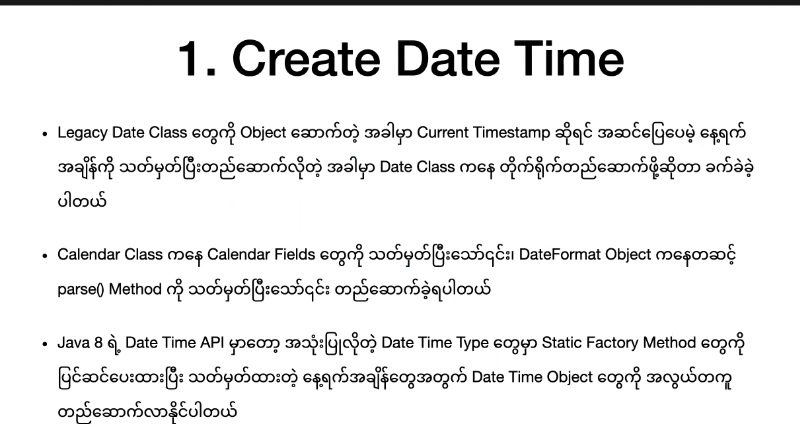 1. Create Date Time
• Legacy Date Class တွေကို Object ဆောက်တဲ့ အခါမှာ Current Timestamp ဆိုရင် အဆင်ပြေပေမဲ့ နေ့ရက်
အချိန်ကို သတ်မှတ်ပြီးတည်ဆောက်လိုတဲ့ အခါမှာ Date Class ကနေ တိုက်ရိုက်တည်ဆောက်ဖို့ဆိုတာ ခက်ခဲခဲ့
ပါတယ်
• Calendar Class ကနေ Calendar Fields တွေကို သတ်မှတ်ပြီးသော်၎င်း၊ DateFormat Object ကနေတဆင့်
parse() Method ကို သတ်မှတ်ပြီးသော်၎င်း တည်ဆောက်ခဲ့ရပါတယ်
• Java 8 ရဲ့ Date Time API မှာတော့ အသုံးပြုလိုတဲ့ Date Time Type တွေမှာ Static Factory Method တွေကို
ပြင်ဆင်ပေးထားပြီး သတ်မှတ်ထားတဲ့ နေ့ရက်အချိန်တွေအတွက် Date Time Object တွေကို အလွယ်တကူ
တည်ဆောက်လာနိုင်ပါတယ်